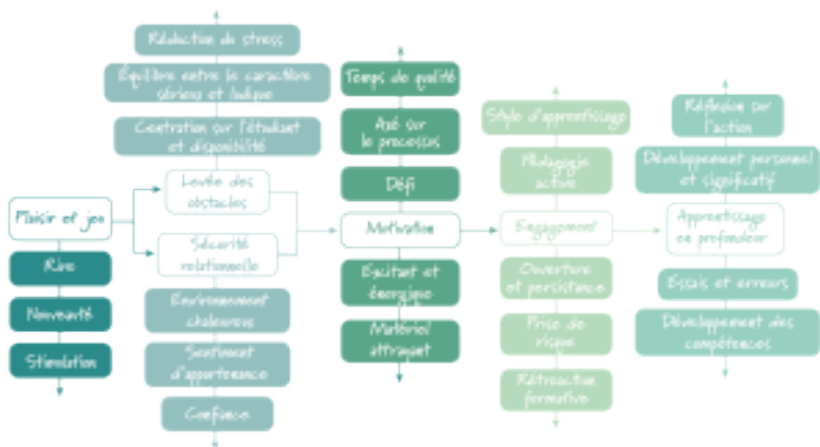 Réduction du stress
Équilibre entre le caractère
sérieux et ludique
Centration sur l'étudiant
et disponibilité
Levée des
obstacles
Plaisir et jeu
Rire
Nouveauté
Stimulation
Sécurité
relationnelle
Environnement
chaleureux
Sentiment
d'appartenance
Confiance
Temps de qualité
Axé sur
le processus
Défi
Motivation
Excitant et
énergique
Matériel
attrayant
Style d'apprentissage
Pédagogie
active
Engagement
Ouverture
et persistance
Prise de
risque
Rétroaction
formative
Réflexion sur
l'action
Développement personnel
et significatif
Apprentissage
en profondeur
Essais et erreurs
Développement des
compétences